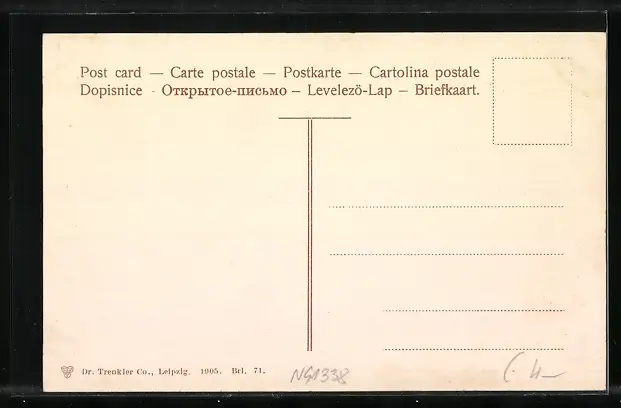 Post card — Carte postale — Postkarte — Cartolina postale
Dopisnice - Открытое-письмо — Levelezö-Lap — Briefkaart.
Dr. Trenkler Co., Leipzig. 1905. Brl. 71.
NG1338